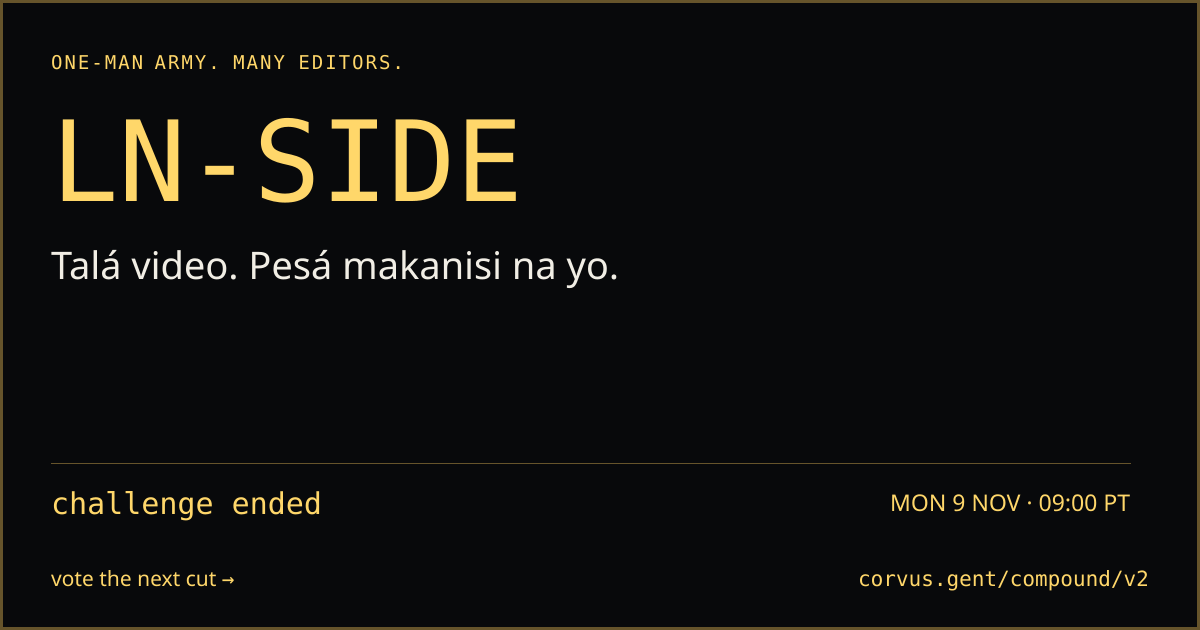 ONE-MAN ARMY. MANY EDITORS.
LN-SIDE
Talá video. Pesá makanisi na yo.
challenge ended
MON 9 NOV · 09:00 PT
vote the next cut →
corvus.gent/compound/v2